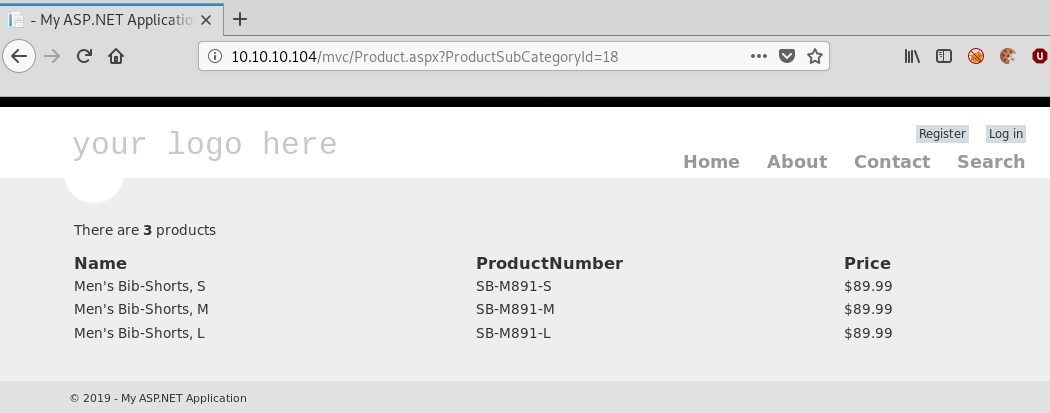 - My ASP.NET Applicatio
10.10.10.104/mvc/Product.aspx?ProductSubCategoryId=18
Register Log in
your logo here
Home About Contact Search
There are 3 products
Name ProductNumber Price
Men's Bib-Shorts, S SB-M891-S $89.99
Men's Bib-Shorts, M SB-M891-M $89.99
Men's Bib-Shorts, L SB-M891-L $89.99
© 2019 - My ASP.NET Application